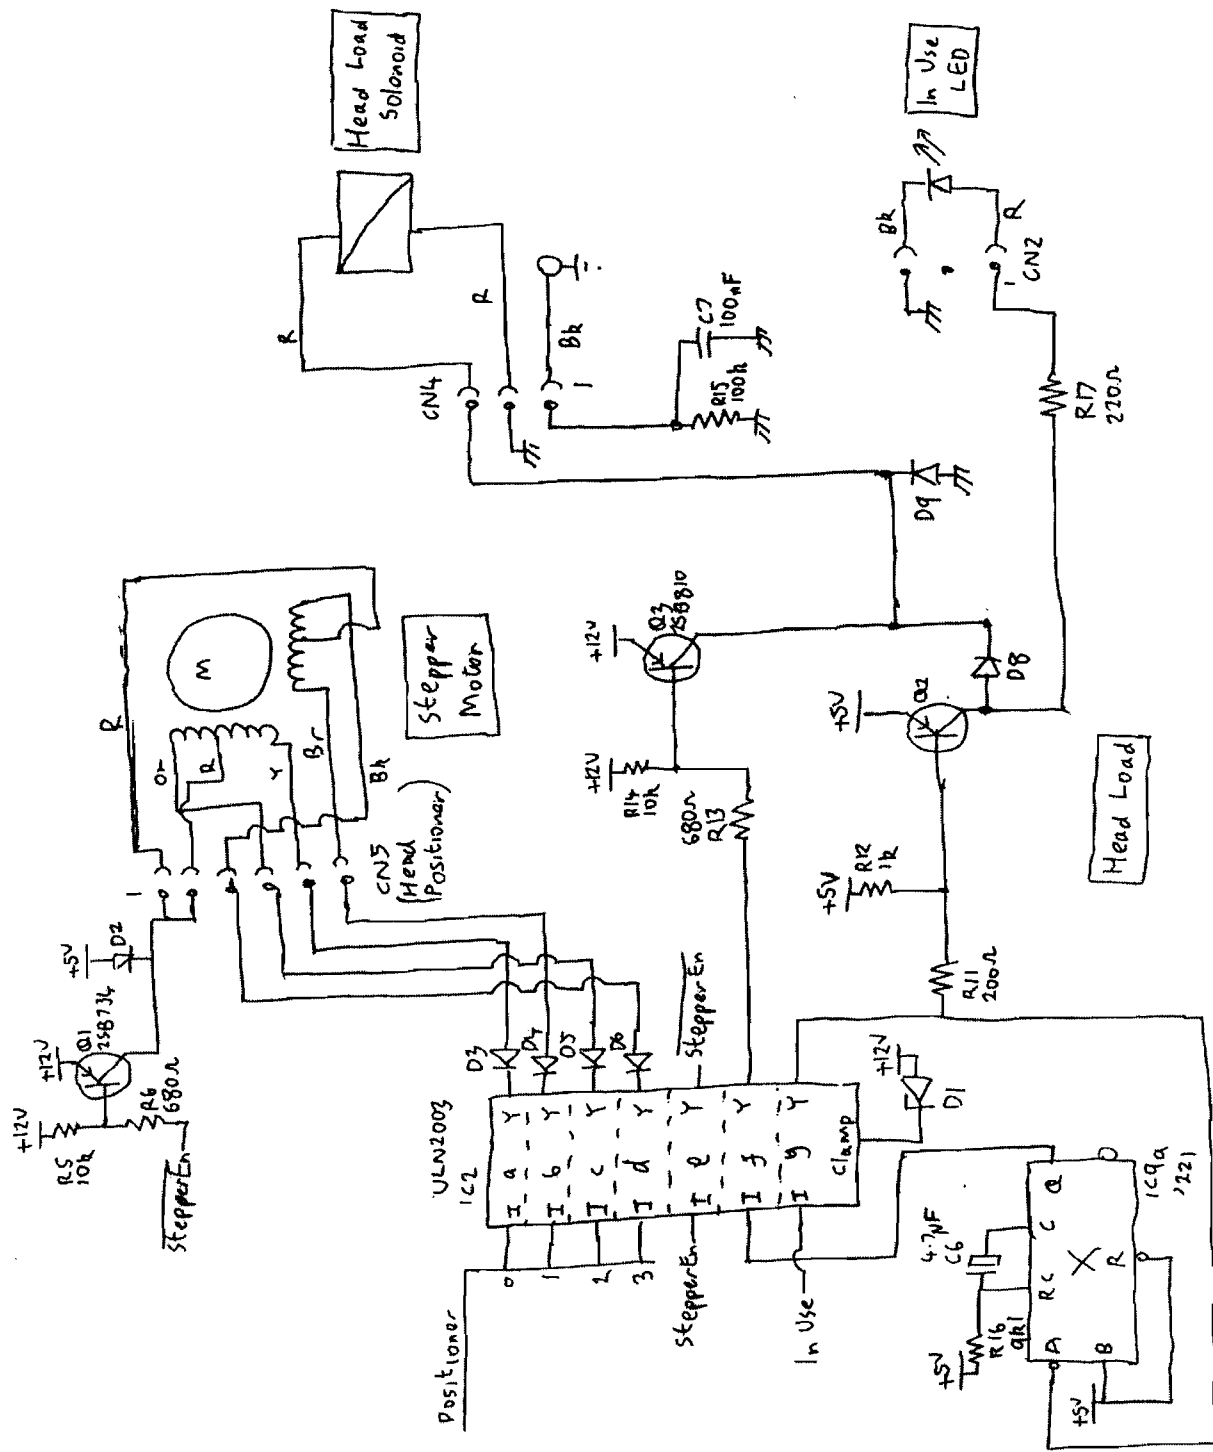 Head Load
Solonoid
In Use
LED
R
R
Bk
CN4
1
C7
100nF
R15
100k
Bk
R
CN2
1
R17
220Ω
D9
R
M
Or
R
Y
Br
Bk
Stepper
Motor
CN5
(Head
Positioner)
1
+12V
Q3
2SB810
+12V
R14
10k
680Ω
R13
+5V
Q2
D8
+5V
R12
1k
R11
200Ω
Head Load
+5V
D2
+12V
Q1
2SB734
+12V
R5
10k
R6
680Ω
StepperEn
D3
D4
D5
D6
StepperEn
ULN2003
IC2
I a Y
I b Y
I c Y
I d Y
I e Y
I f Y
I g Y
Clamp
+12V
D1
Positioner
0
1
2
3
StepperEn
In Use
4.7µF
C6
+5V
R16
9k1
A
RC
C
Q
B
X
R
+5V
IC9a
'221